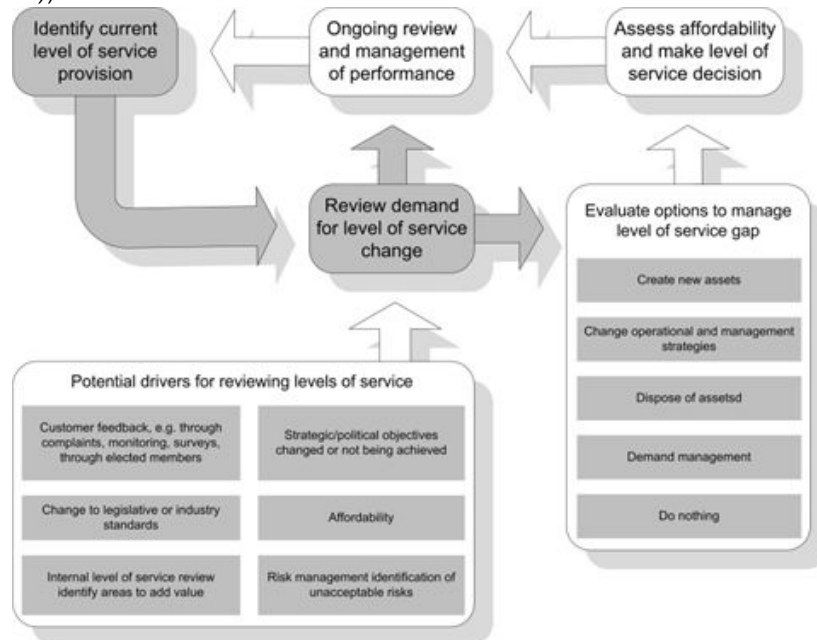 Identify current
level of service
provision
Ongoing review
and management
of performance
Assess affordability
and make level of
service decision
Review demand
for level of service
change
Evaluate options to manage
level of service gap
Create new assets
Change operational and management
strategies
Dispose of assetsd
Demand management
Do nothing
Potential drivers for reviewing levels of service
Customer feedback, e.g. through
complaints, monitoring, surveys,
through elected members
Strategic/political objectives
changed or not being achieved
Change to legislative or industry
standards
Affordability
Internal level of service review
identify areas to add value
Risk management identification of
unacceptable risks